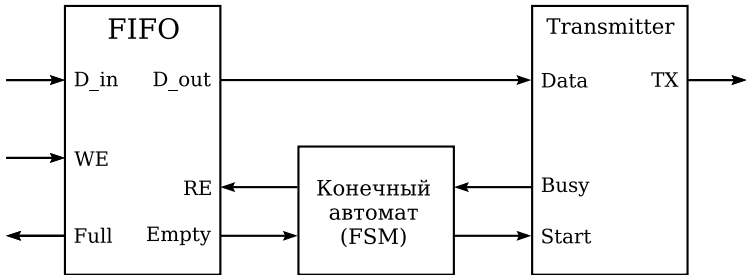 FIFO
Transmitter
D_in
D_out
Data
TX
WE
RE
Конечный
автомат
(FSM)
Busy
Full
Empty
Start